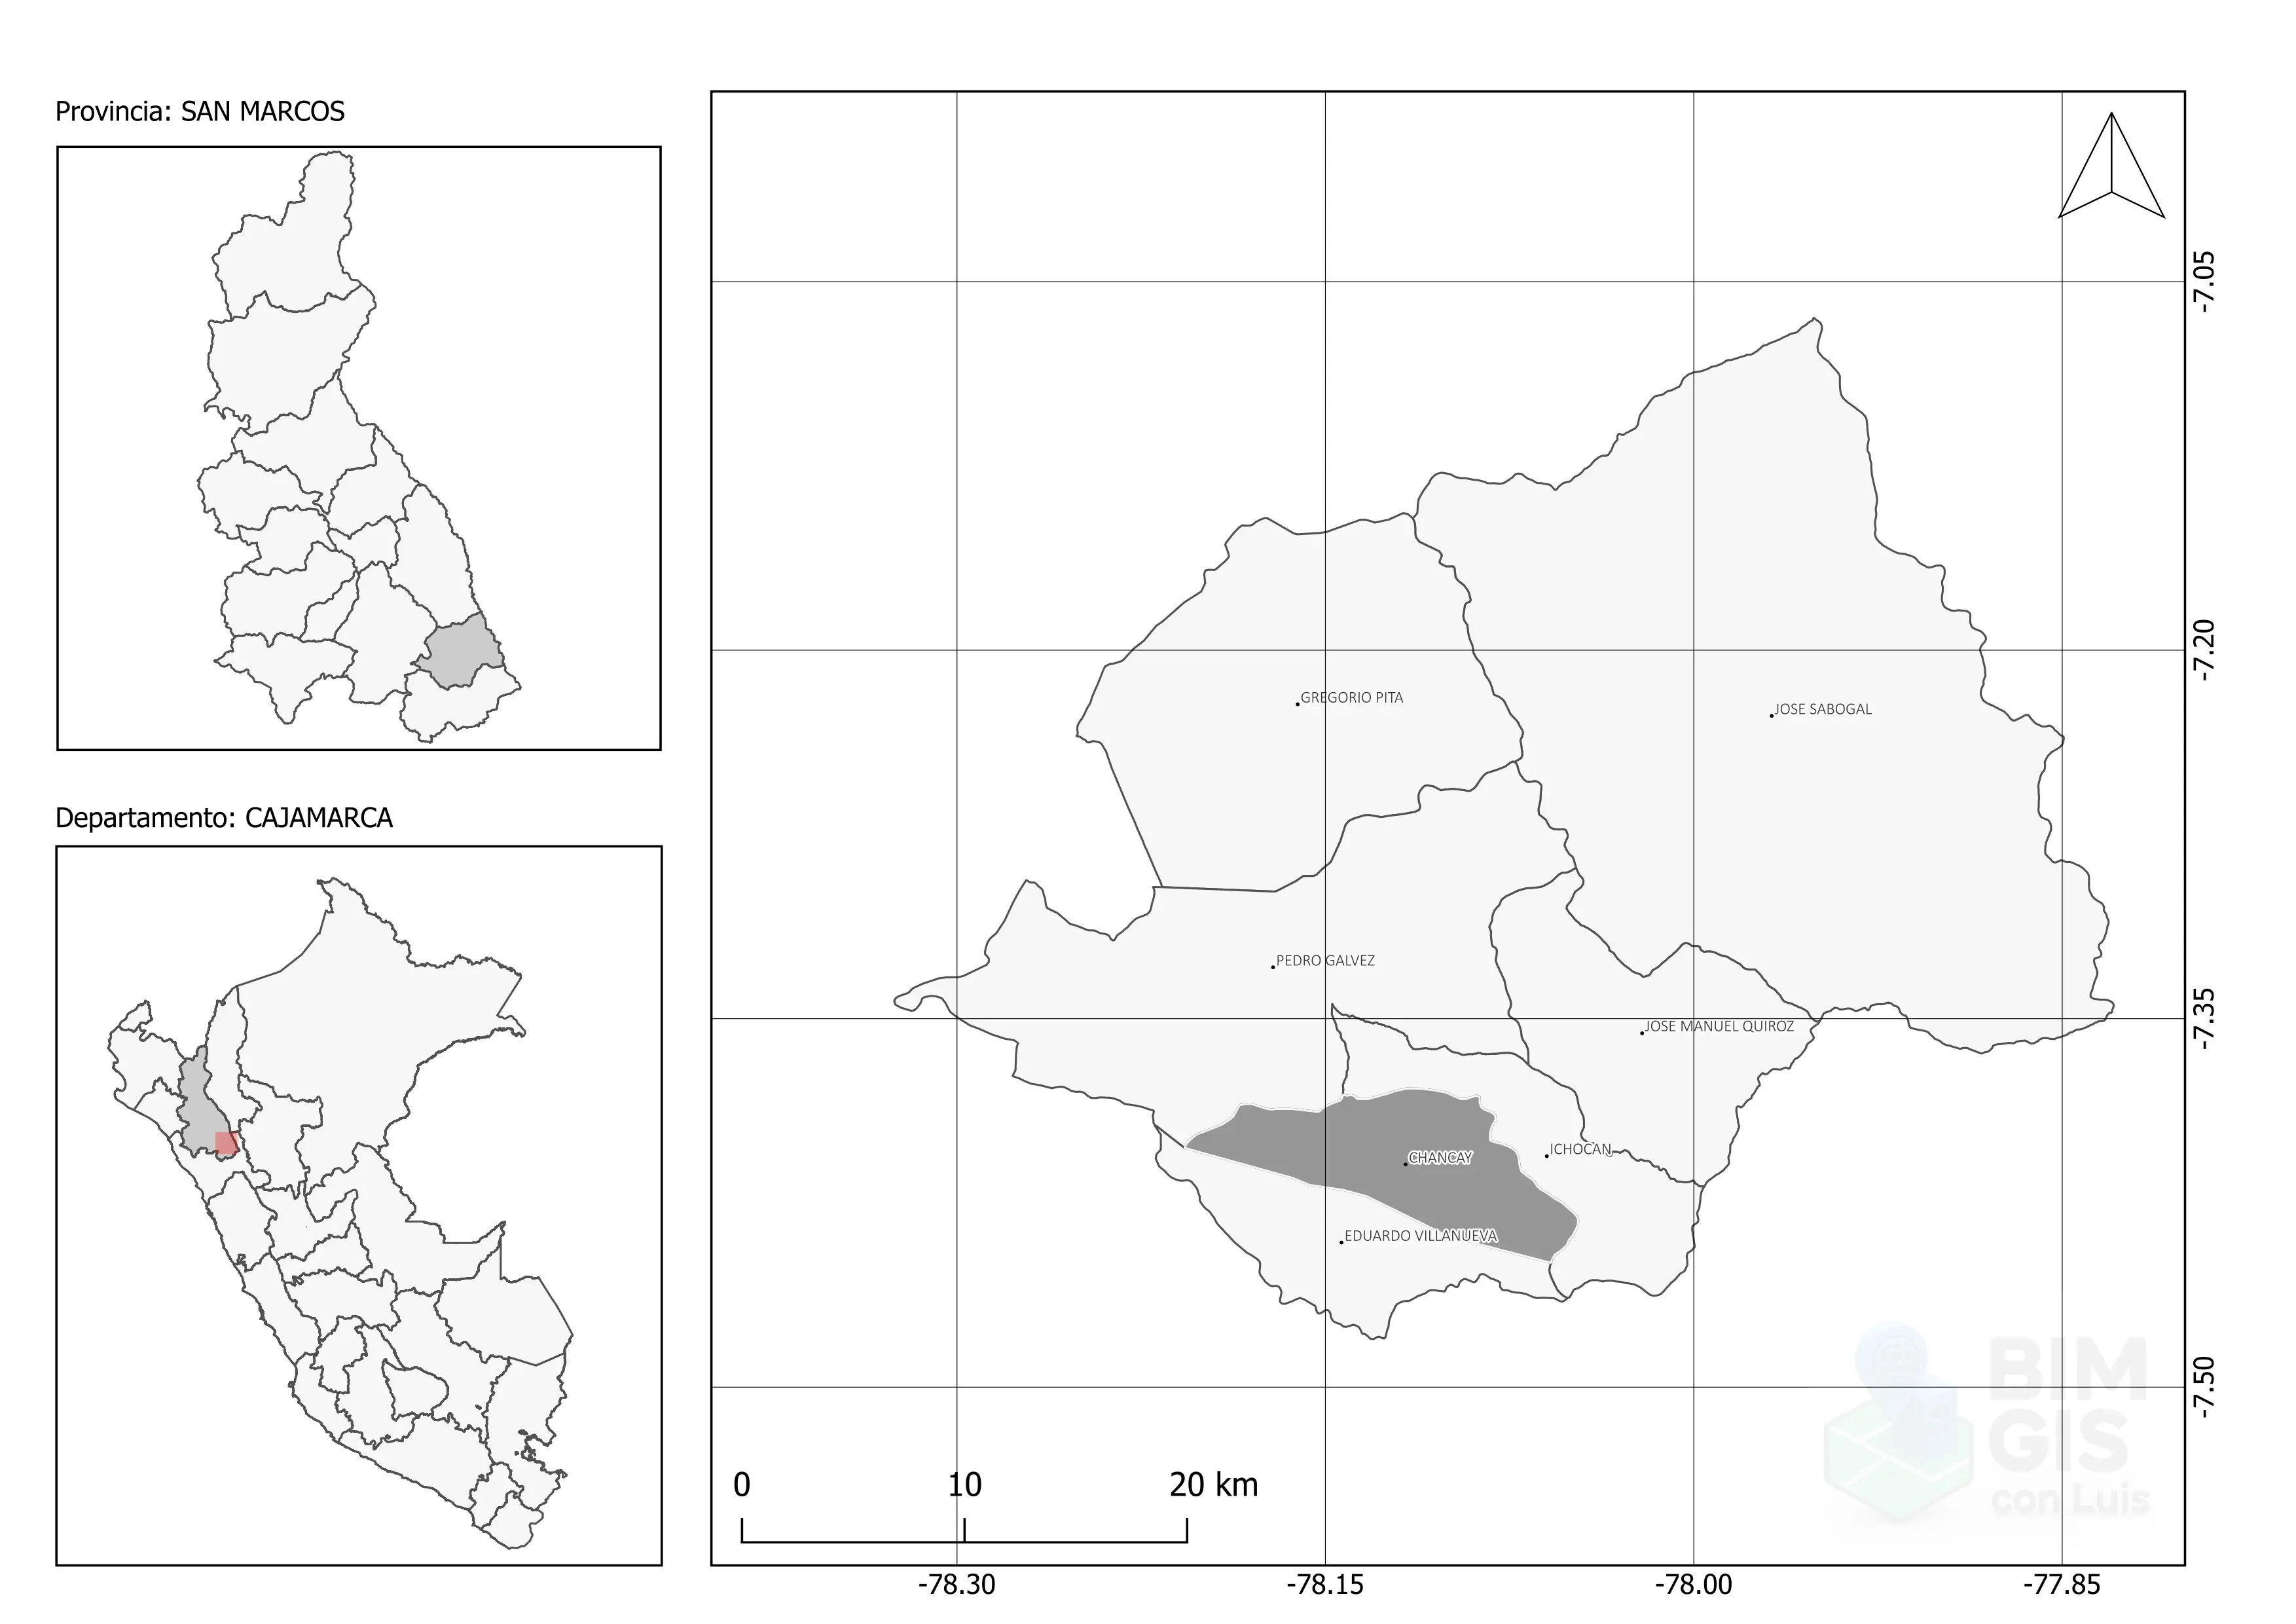 Provincia: SAN MARCOS
Departamento: CAJAMARCA
-7.05
-7.20
GREGORIO PITA
JOSE SABOGAL
PEDRO GALVEZ
-7.35
JOSE MANUEL QUIROZ
ICHOCAN
CHANCAY
EDUARDO VILLANUEVA
-7.50
BIM
GIS
con Luis
0 10 20 km
-78.30 -78.15 -78.00 -77.85